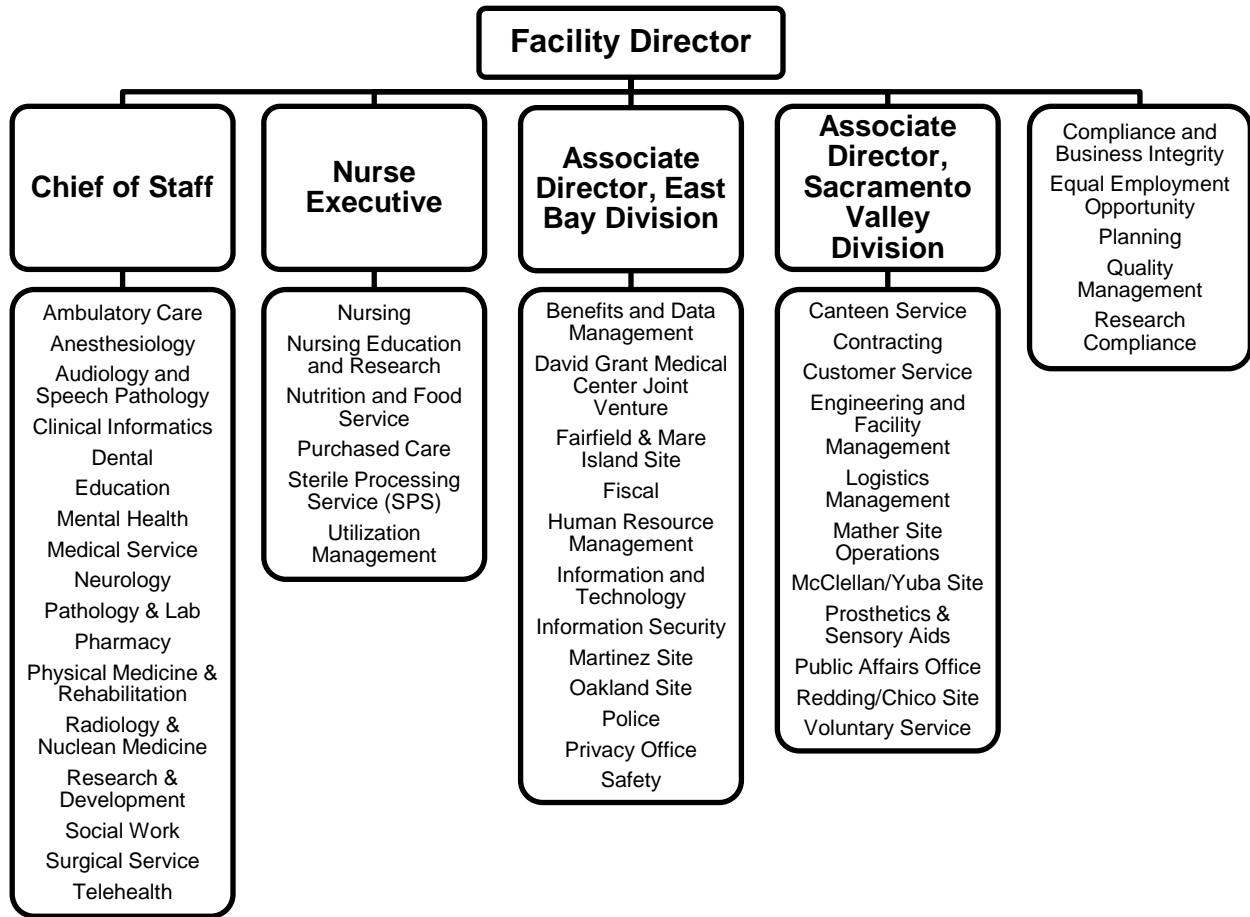 Facility Director
Chief of Staff
Nurse
Executive
Associate
Director, East
Bay Division
Associate
Director,
Sacramento
Valley
Division
Compliance and
Business Integrity
Equal Employment
Opportunity
Planning
Quality
Management
Research
Compliance
Ambulatory Care
Anesthesiology
Audiology and
Speech Pathology
Clinical Informatics
Dental
Education
Mental Health
Medical Service
Neurology
Pathology & Lab
Pharmacy
Physical Medicine &
Rehabilitation
Radiology &
Nuclean Medicine
Research &
Development
Social Work
Surgical Service
Telehealth
Nursing
Nursing Education
and Research
Nutrition and Food
Service
Purchased Care
Sterile Processing
Service (SPS)
Utilization
Management
Benefits and Data
Management
David Grant Medical
Center Joint
Venture
Fairfield & Mare
Island Site
Fiscal
Human Resource
Management
Information and
Technology
Information Security
Martinez Site
Oakland Site
Police
Privacy Office
Safety
Canteen Service
Contracting
Customer Service
Engineering and
Facility
Management
Logistics
Management
Mather Site
Operations
McClellan/Yuba Site
Prosthetics &
Sensory Aids
Public Affairs Office
Redding/Chico Site
Voluntary Service